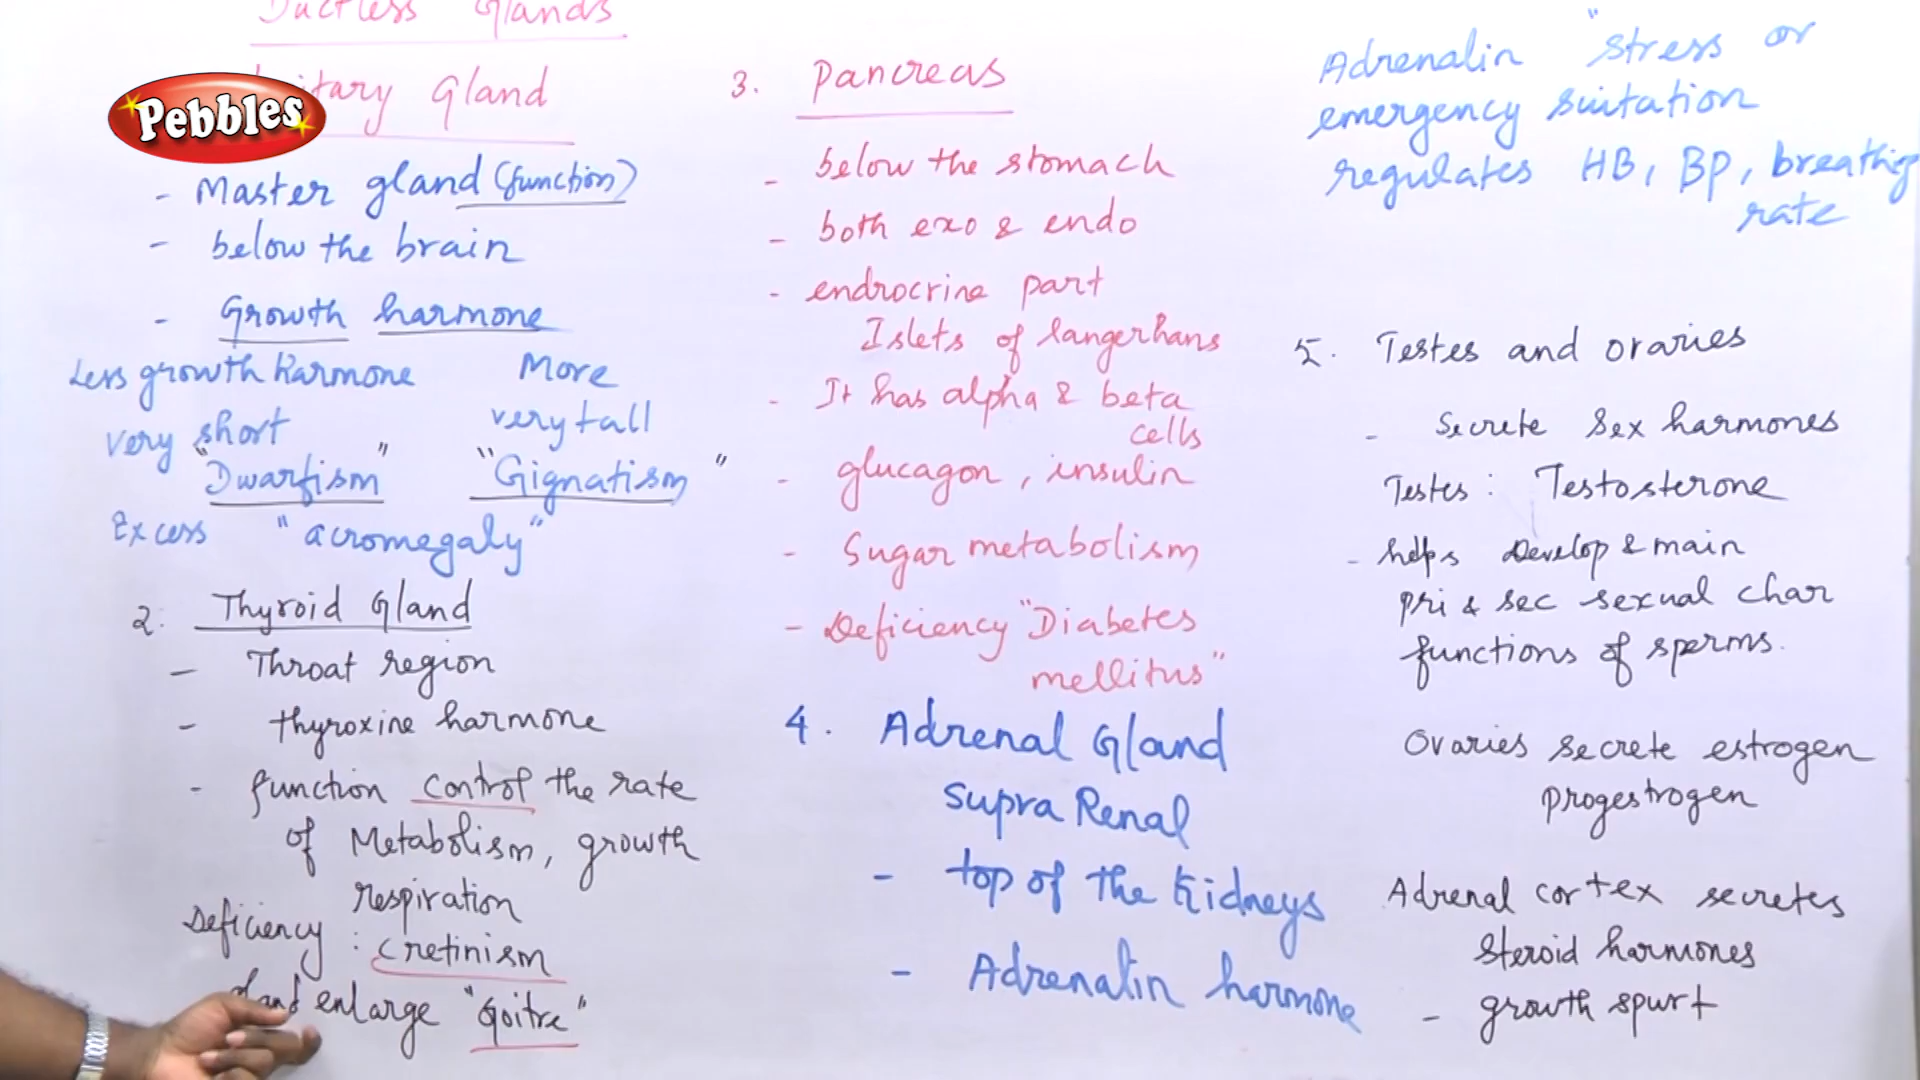 Ductless Glands
itary Gland
Pebbles
- Master gland (function)
- below the brain
- Growth harmone
Less growth harmone More
very short very tall
"Dwarfism" "Gignatism"
Excess "acromegaly"
2. Thyroid Gland
- Throat region
- thyroxine harmone
- function control the rate
of Metabolism, growth
respiration
Deficiency : Cretinism
gland enlarge "Goitre"
3. Pancreas
- below the stomach
- both exo & endo
- endrocrine part
Islets of langerhans
- It has alpha & beta
cells
- glucagon, insulin
- Sugar metabolism
- Deficiency "Diabetes
mellitus"
4. Adrenal Gland
supra Renal
- top of the kidneys
- Adrenalin harmone
Adrenalin "stress or
emergency suitation
regulates HB, BP, breathing
rate
5. Testes and ovaries
- Secrete sex harmones
Testes : Testosterone
- helps Develop & main
pri & sec sexual char
functions of sperms.
Ovaries secrete estrogen
progestrogen
Adrenal cortex secretes
steroid harmones
- growth spurt